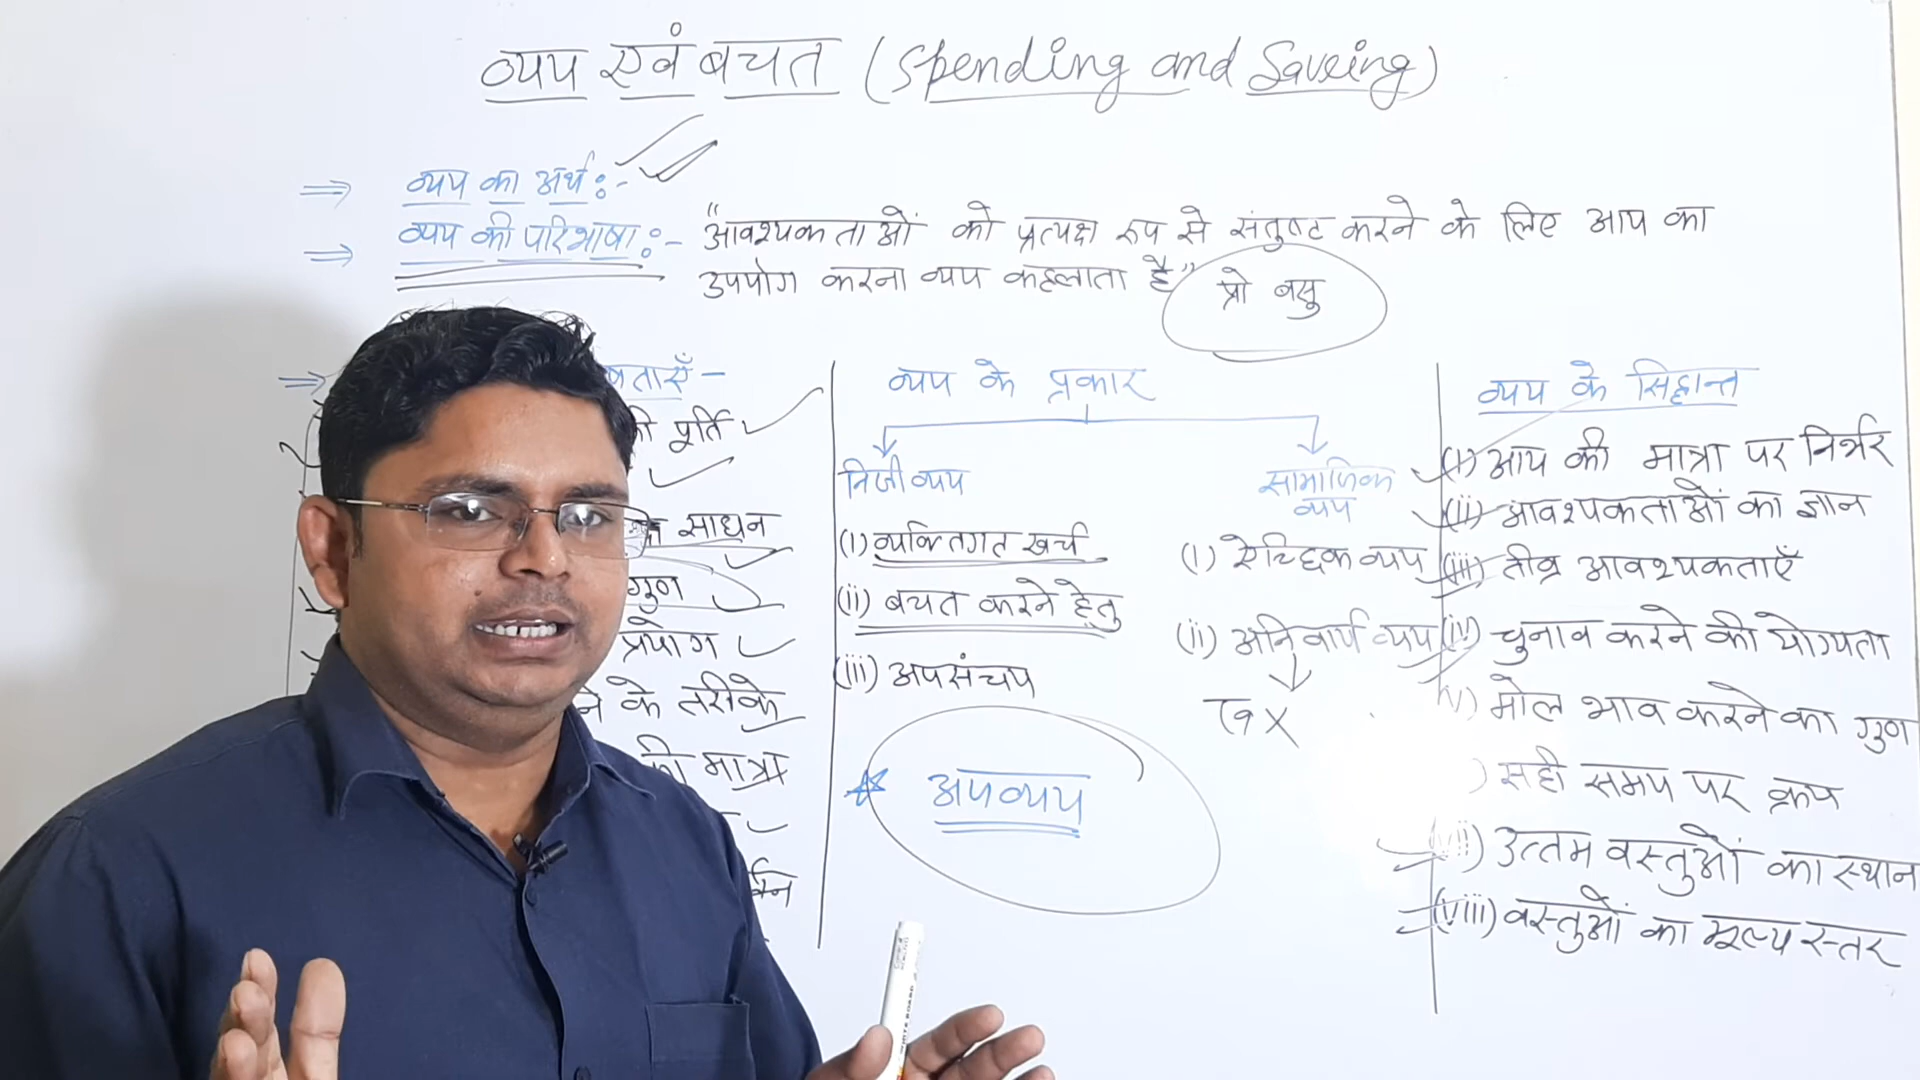 व्यय एवं बचत (Spending and Saveing)
⇒ व्यय का अर्थ :-
⇒ व्यय की परिभाषा :- "आवश्यकताओं को प्रत्यक्ष रुप से संतुष्ट करने के लिए आय का
उपयोग करना व्यय कहलाता है" प्रो बसु
⇒
की पूर्ति
साधन
गुण
प्रयोग
के तरीके
की मात्रा
व्यय के प्रकार
निजी व्यय
(i) व्यक्तिगत खर्च
(ii) बचत करने हेतु
(iii) अपसंचय
सामाजिक
व्यय
(i) ऐच्छिक व्यय
(ii) अनिवार्य व्यय
अपव्यय
व्यय के सिद्धान्त
(i) आय की मात्रा पर निर्भर
(ii) आवश्यकताओं का ज्ञान
(iii) तीव्र आवश्यकताएँ
(iv) चुनाव करने की योग्यता
v) मोल भाव करने का गुण
) सही समय पर क्रय
(vii) उत्तम वस्तुओं का स्थान
(viii) वस्तुओं का मूल्य स्तर